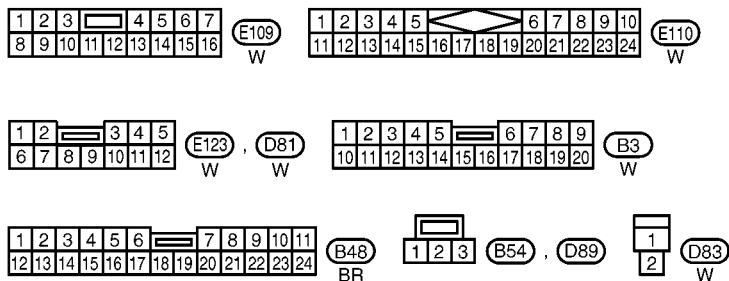 1 2 3 4 5 6 7
8 9 10 11 12 13 14 15 16
E109
W
1 2 3 4 5 6 7 8 9 10
11 12 13 14 15 16 17 18 19 20 21 22 23 24
E110
W
1 2 3 4 5
6 7 8 9 10 11 12
E123 , D81
W W
1 2 3 4 5 6 7 8 9
10 11 12 13 14 15 16 17 18 19 20
B3
W
1 2 3 4 5 6 7 8 9 10 11
12 13 14 15 16 17 18 19 20 21 22 23 24
B48
BR
1 2 3
B54 , D89
1
2
D83
W